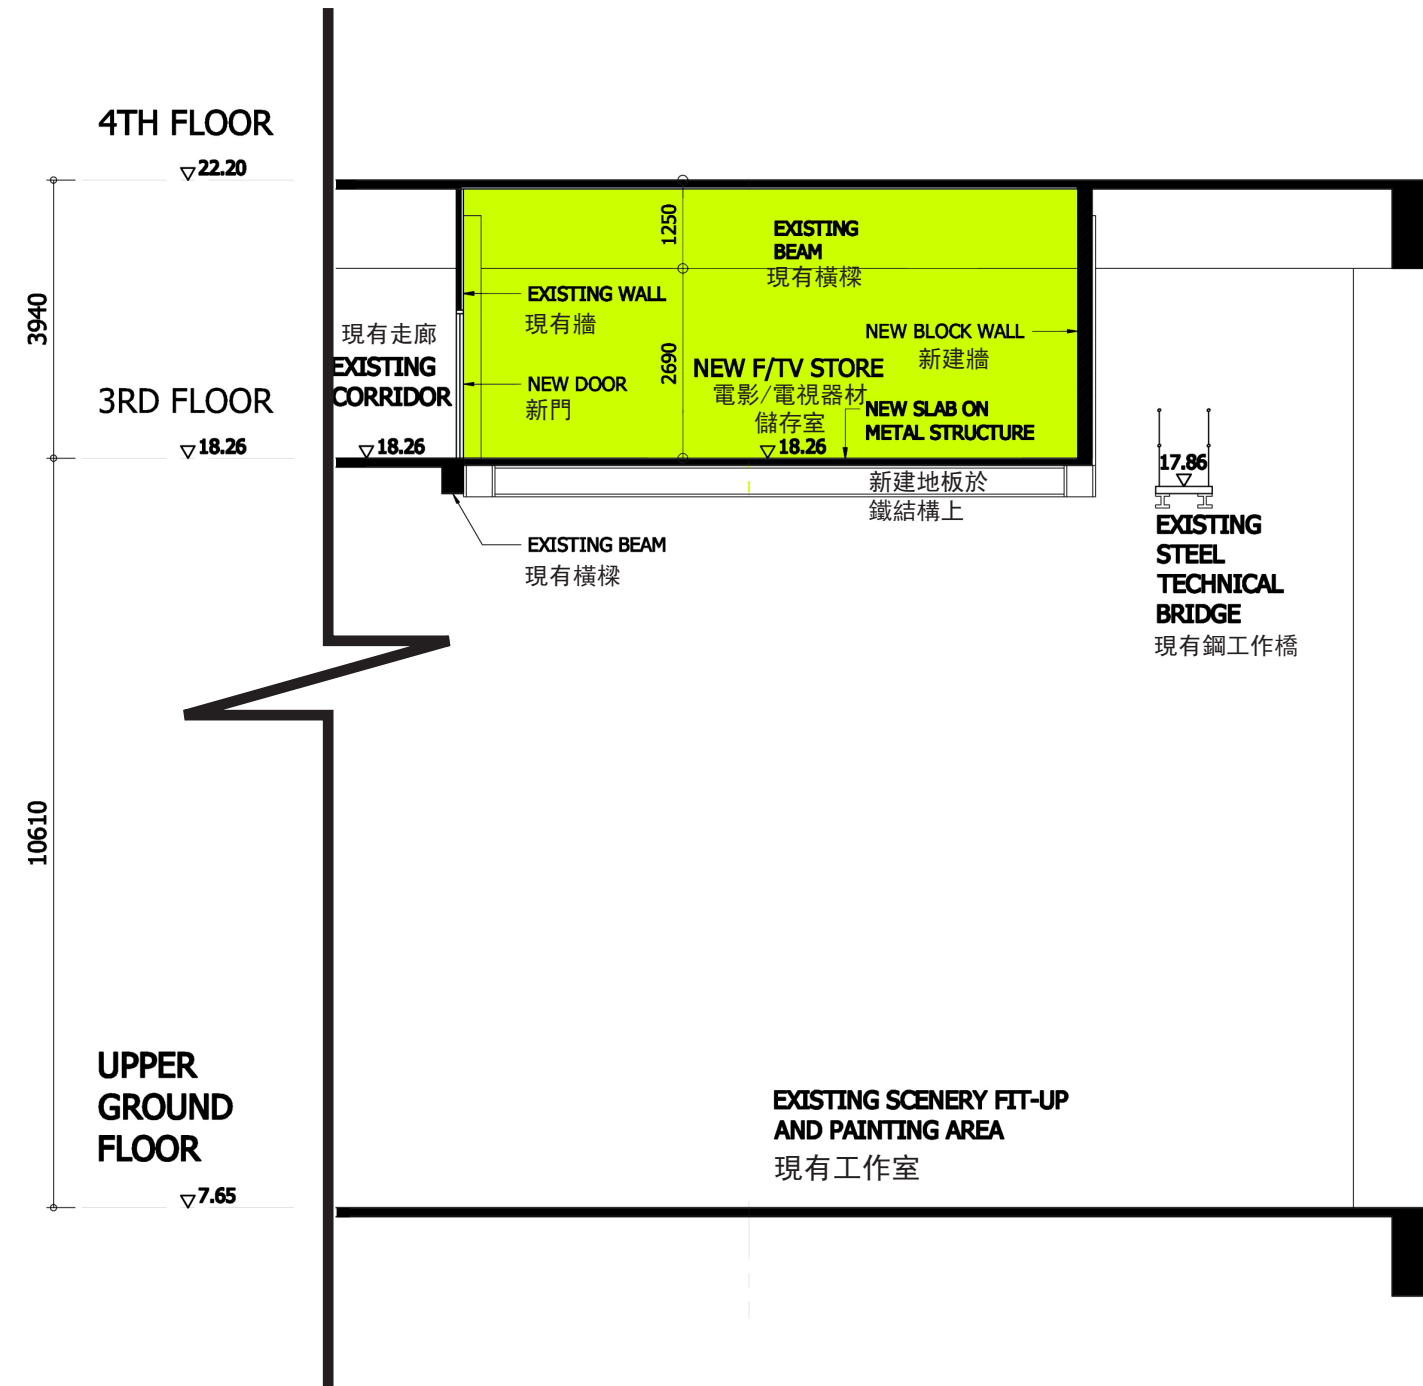 4TH FLOOR
22.20
1250
EXISTING
BEAM
現有橫樑
EXISTING WALL
現有牆
3940
現有走廊
EXISTING
CORRIDOR
NEW BLOCK WALL
新建牆
2690
NEW F/TV STORE
電影/電視器材
儲存室
NEW DOOR
新門
3RD FLOOR
18.26
18.26
18.26
NEW SLAB ON
METAL STRUCTURE
新建地板於
鐵結構上
17.86
EXISTING
STEEL
TECHNICAL
BRIDGE
現有鋼工作橋
EXISTING BEAM
現有橫樑
10610
UPPER
GROUND
FLOOR
7.65
EXISTING SCENERY FIT-UP
AND PAINTING AREA
現有工作室